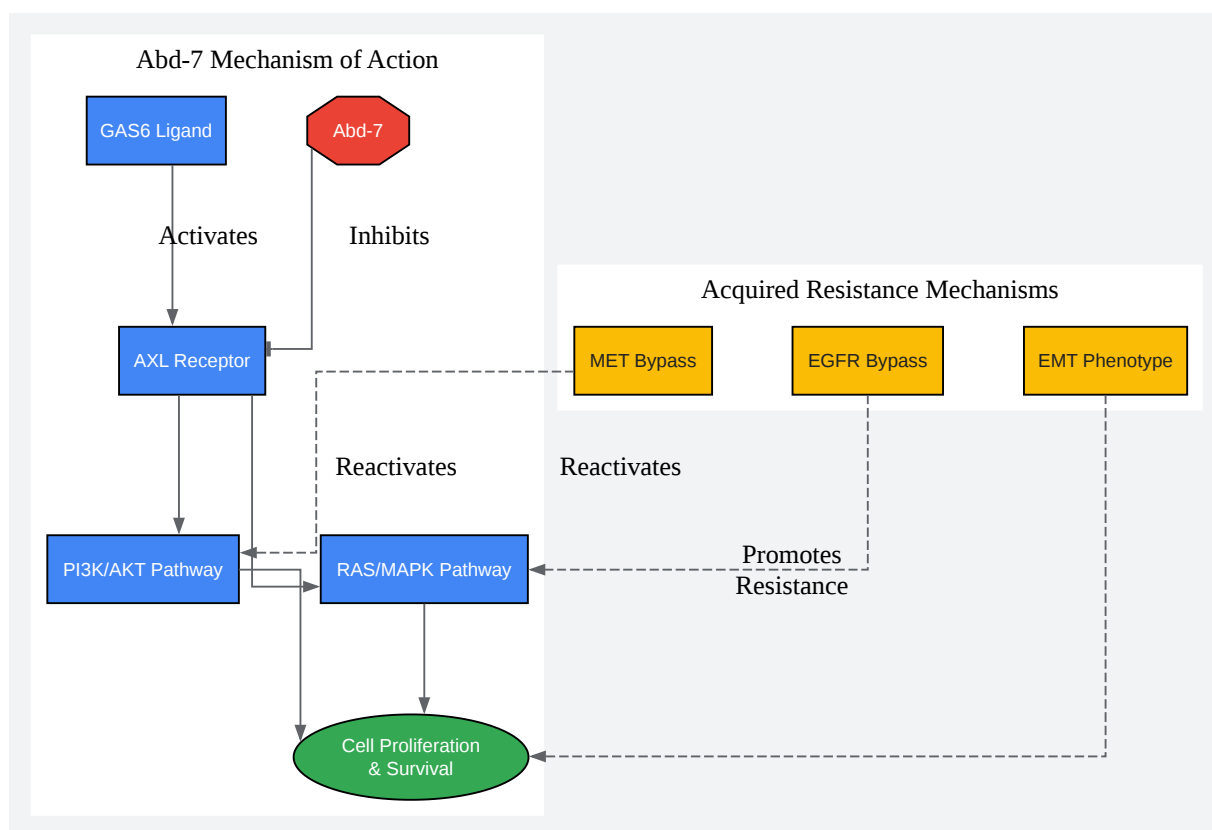 Abd-7 Mechanism of Action
GAS6 Ligand
Abd-7
Activates
Inhibits
Acquired Resistance Mechanisms
AXL Receptor
MET Bypass
EGFR Bypass
EMT Phenotype
Reactivates
Reactivates
Promotes
Resistance
PI3K/AKT Pathway
RAS/MAPK Pathway
Cell Proliferation
& Survival